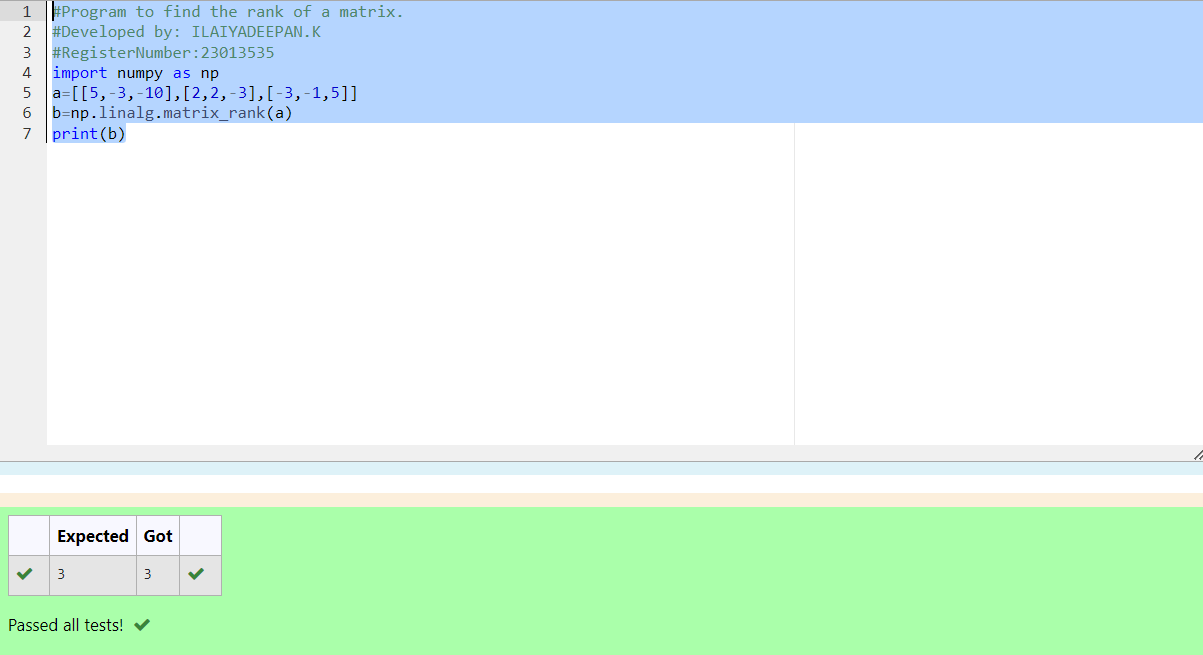 1 #Program to find the rank of a matrix.
2 #Developed by: ILAIYADEEPAN.K
3 #RegisterNumber:23013535
4 import numpy as np
5 a=[[5,-3,-10],[2,2,-3],[-3,-1,5]]
6 b=np.linalg.matrix_rank(a)
7 print(b)
Expected Got
3 3
Passed all tests!